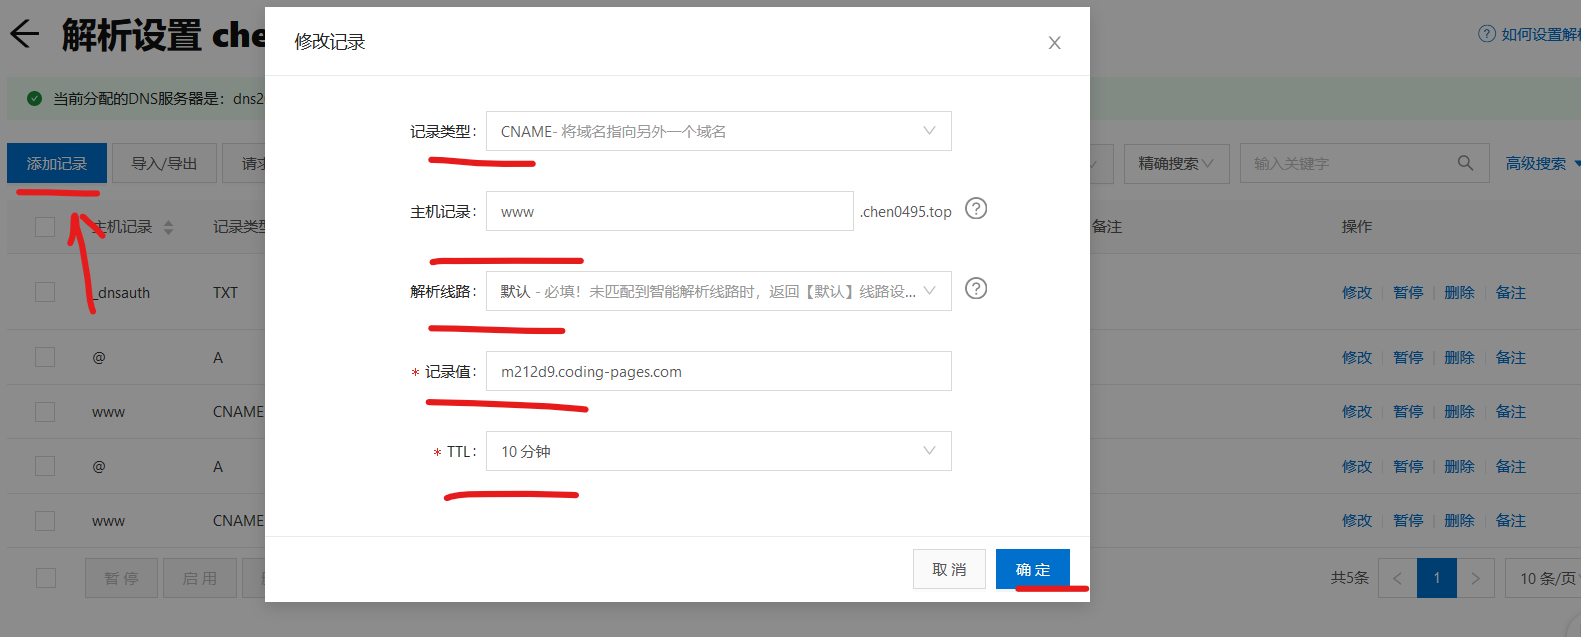 解析设置 che
修改记录
如何设置解析
当前分配的DNS服务器是：dns2
记录类型：
CNAME- 将域名指向另外一个域名
添加记录
导入/导出
请求
精确搜索
输入关键字
高级搜索
主机记录：
www
.chen0495.top
主机记录
记录类型
备注
操作
解析线路：
默认 - 必填！未匹配到智能解析线路时，返回【默认】线路设...
_dnsauth
TXT
修改
暂停
删除
备注
@
A
记录值：
m212d9.coding-pages.com
修改
暂停
删除
备注
www
CNAME
修改
暂停
删除
备注
* TTL：
10 分钟
@
A
修改
暂停
删除
备注
www
CNAME
修改
暂停
删除
备注
暂停
启用
取消
确定
共5条
1
10 条/页